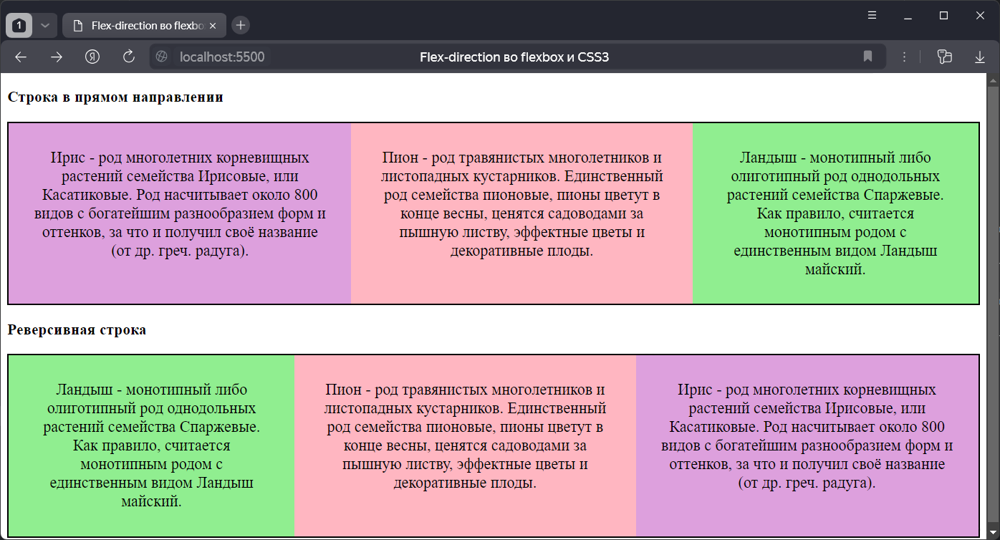 1
Flex-direction во flexbo
localhost:5500
Flex-direction во flexbox и CSS3
Строка в прямом направлении
Ирис - род многолетних корневищных
растений семейства Ирисовые, или
Касатиковые. Род насчитывает около 800
видов с богатейшим разнообразием форм и
оттенков, за что и получил своё название
(от др. греч. радуга).
Пион - род травянистых многолетников и
листопадных кустарников. Единственный
род семейства пионовые, пионы цветут в
конце весны, ценятся садоводами за
пышную листву, эффектные цветы и
декоративные плоды.
Ландыш - монотипный либо
олиготипный род однодольных
растений семейства Спаржевые.
Как правило, считается
монотипным родом с
единственным видом Ландыш
майский.
Реверсивная строка
Ландыш - монотипный либо
олиготипный род однодольных
растений семейства Спаржевые.
Как правило, считается
монотипным родом с
единственным видом Ландыш
майский.
Пион - род травянистых многолетников и
листопадных кустарников. Единственный
род семейства пионовые, пионы цветут в
конце весны, ценятся садоводами за
пышную листву, эффектные цветы и
декоративные плоды.
Ирис - род многолетних корневищных
растений семейства Ирисовые, или
Касатиковые. Род насчитывает около 800
видов с богатейшим разнообразием форм и
оттенков, за что и получил своё название
(от др. греч. радуга).